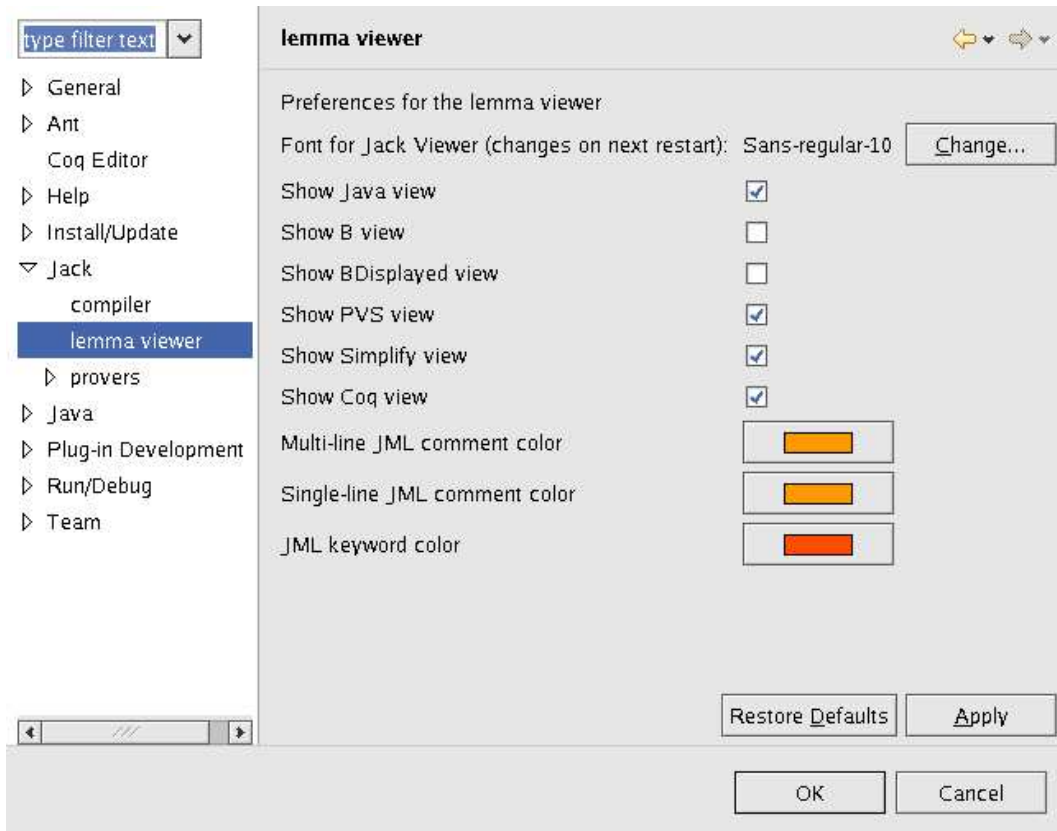 type filter text
General
Ant
Coq Editor
Help
Install/Update
Jack
compiler
lemma viewer
provers
Java
Plug-in Development
Run/Debug
Team
lemma viewer
Preferences for the lemma viewer
Font for Jack Viewer (changes on next restart): Sans-regular-10 Change...
Show Java view
Show B view
Show BDisplayed view
Show PVS view
Show Simplify view
Show Coq view
Multi-line JML comment color
Single-line JML comment color
JML keyword color
Restore Defaults Apply
OK Cancel